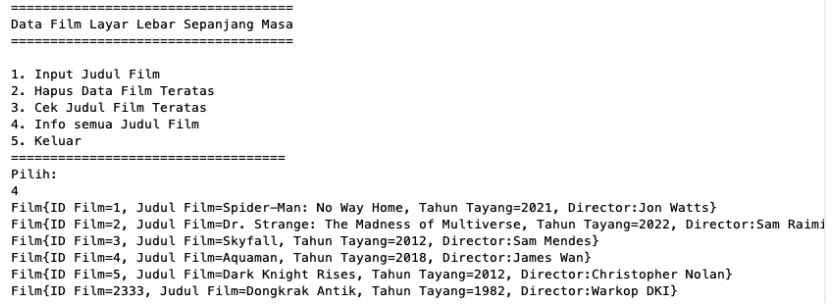 ====================================
Data Film Layar Lebar Sepanjang Masa
====================================
1. Input Judul Film
2. Hapus Data Film Teratas
3. Cek Judul Film Teratas
4. Info semua Judul Film
5. Keluar
===================================
Pilih:
4
Film{ID Film=1, Judul Film=Spider-Man: No Way Home, Tahun Tayang=2021, Director:Jon Watts}
Film{ID Film=2, Judul Film=Dr. Strange: The Madness of Multiverse, Tahun Tayang=2022, Director:Sam Raimi
Film{ID Film=3, Judul Film=Skyfall, Tahun Tayang=2012, Director:Sam Mendes}
Film{ID Film=4, Judul Film=Aquaman, Tahun Tayang=2018, Director:James Wan}
Film{ID Film=5, Judul Film=Dark Knight Rises, Tahun Tayang=2012, Director:Christopher Nolan}
Film{ID Film=2333, Judul Film=Dongkrak Antik, Tahun Tayang=1982, Director:Warkop DKI}